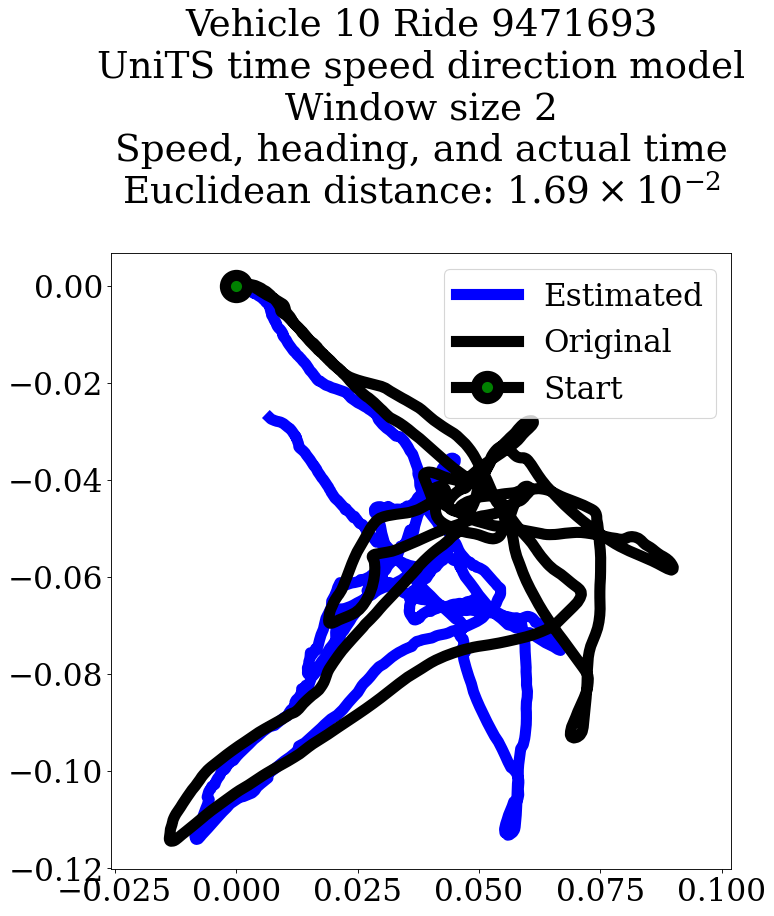 Vehicle 10 Ride 9471693
UniTS time speed direction model
Window size 2
Speed, heading, and actual time
Euclidean distance: 1.69 × 10⁻²
Estimated
Original
Start
0.00
−0.02
−0.04
−0.06
−0.08
−0.10
−0.12
−0.025 0.000 0.025 0.050 0.075 0.100